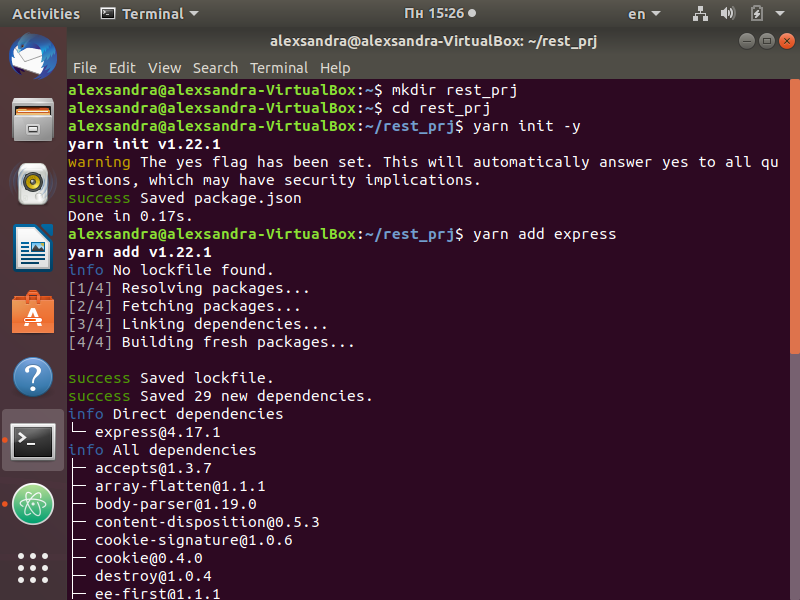 Activities Terminal Пн 15:26 en
alexsandra@alexsandra-VirtualBox: ~/rest_prj
File Edit View Search Terminal Help
alexsandra@alexsandra-VirtualBox:~$ mkdir rest_prj
alexsandra@alexsandra-VirtualBox:~$ cd rest_prj
alexsandra@alexsandra-VirtualBox:~/rest_prj$ yarn init -y
yarn init v1.22.1
warning The yes flag has been set. This will automatically answer yes to all qu
estions, which may have security implications.
success Saved package.json
Done in 0.17s.
alexsandra@alexsandra-VirtualBox:~/rest_prj$ yarn add express
yarn add v1.22.1
info No lockfile found.
[1/4] Resolving packages...
[2/4] Fetching packages...
[3/4] Linking dependencies...
[4/4] Building fresh packages...
success Saved lockfile.
success Saved 29 new dependencies.
info Direct dependencies
└─ express@4.17.1
info All dependencies
├─ accepts@1.3.7
├─ array-flatten@1.1.1
├─ body-parser@1.19.0
├─ content-disposition@0.5.3
├─ cookie-signature@1.0.6
├─ cookie@0.4.0
├─ destroy@1.0.4
├─ ee-first@1.1.1